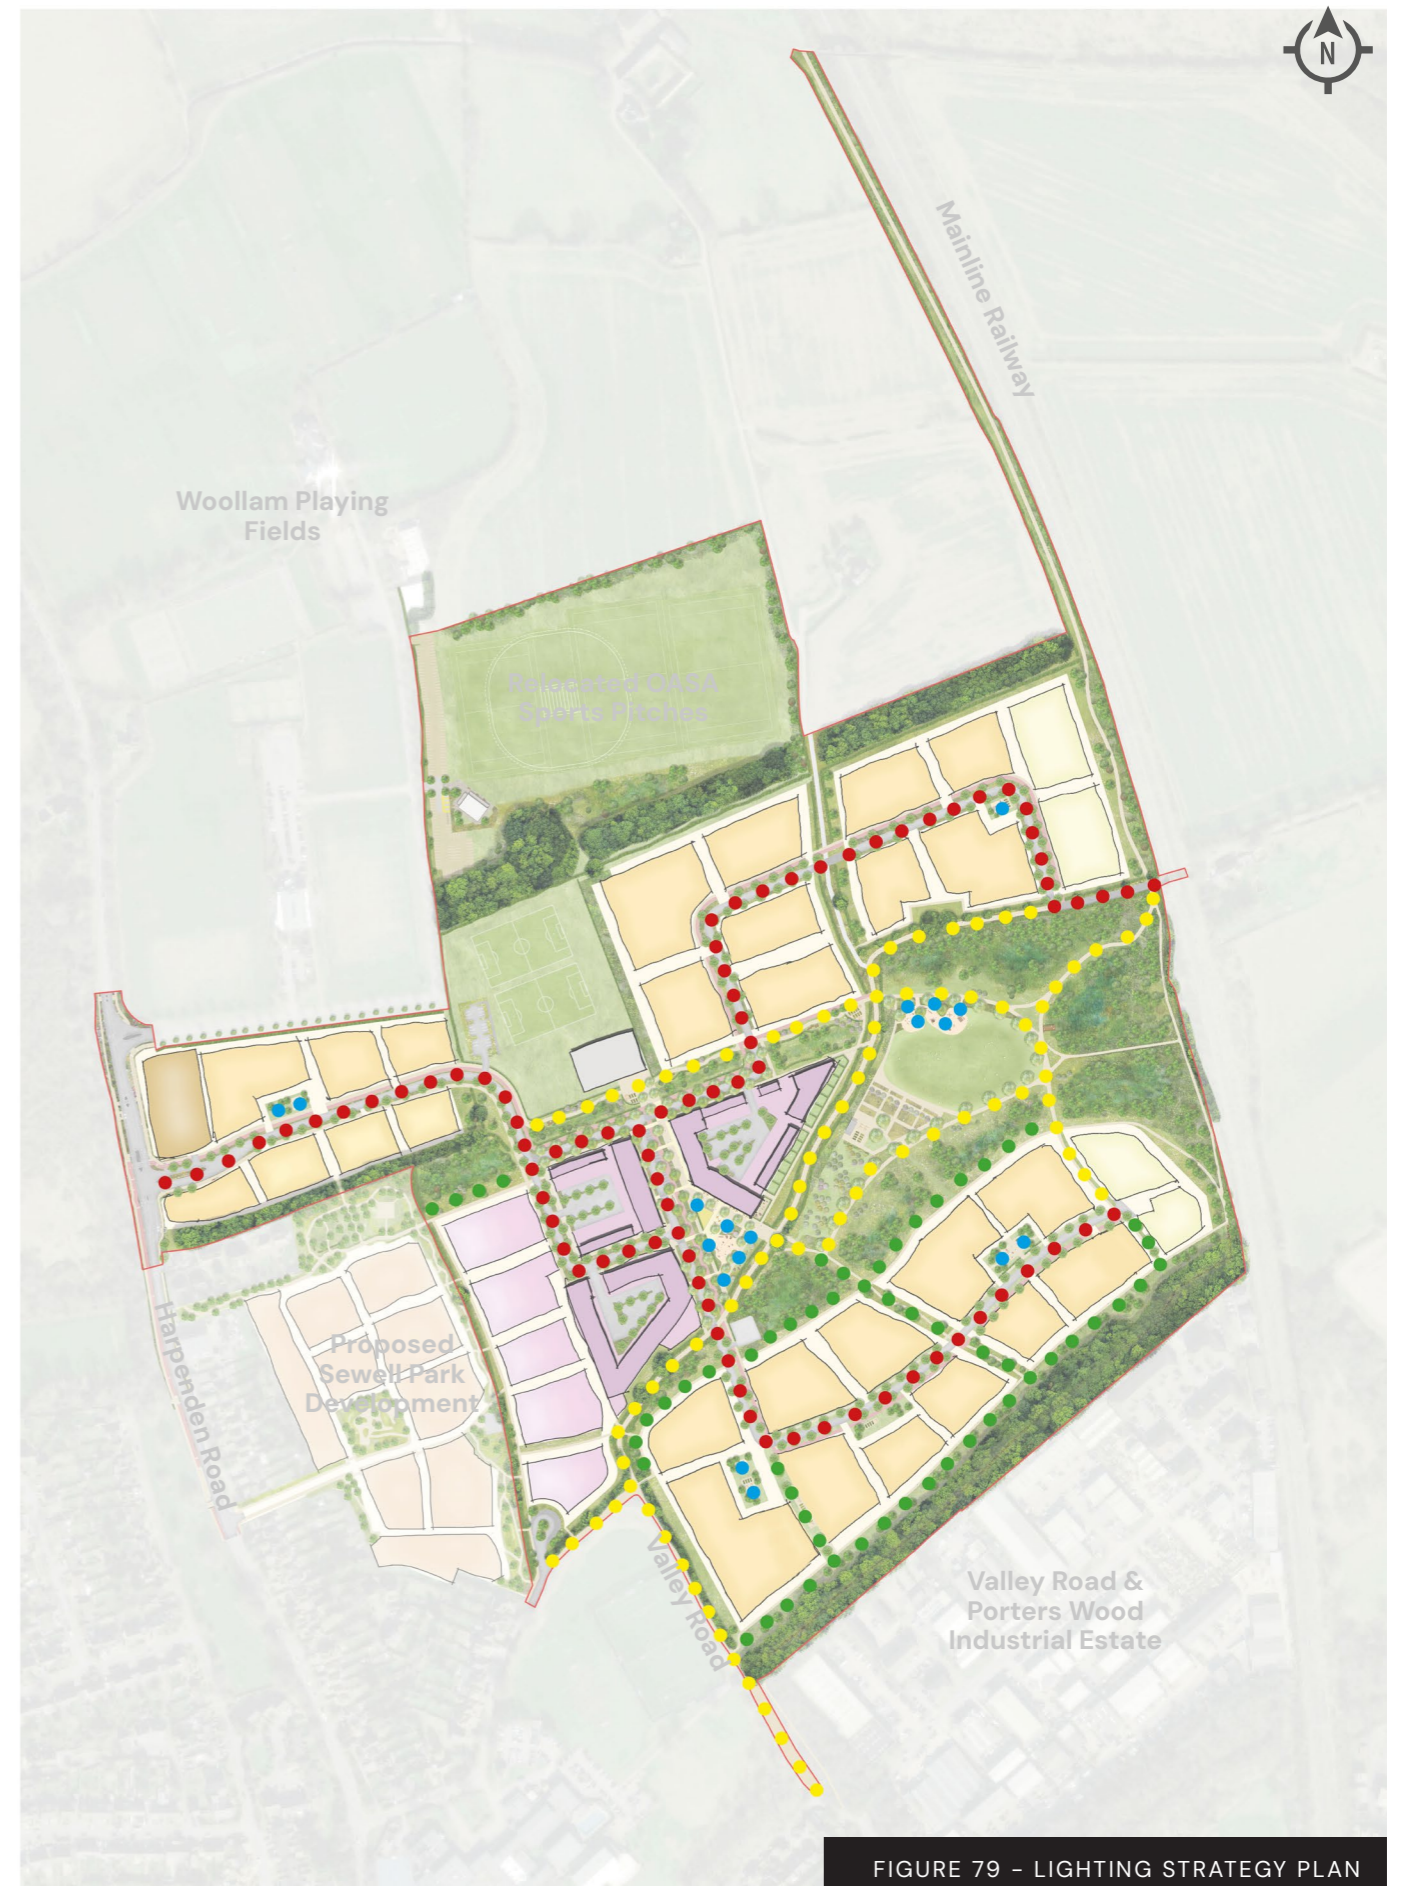 N
Mainline Railway
Woollam Playing
Fields
Relocated OASA
Sports Pitches
Harpenden Road
Proposed
Sewell Park
Development
Valley Road
Valley Road &
Porters Wood
Industrial Estate
FIGURE 79 – LIGHTING STRATEGY PLAN